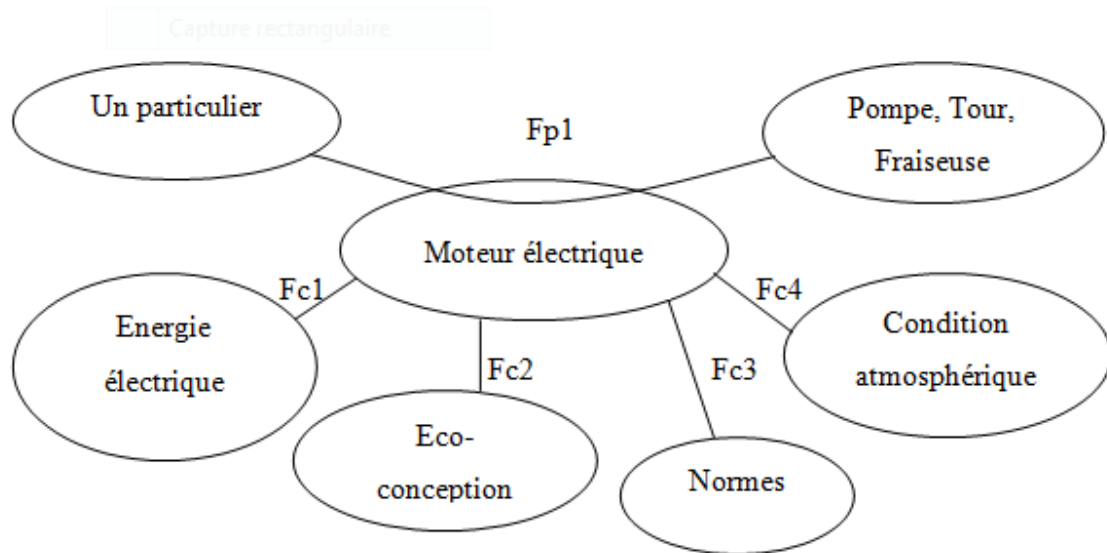 Capture rectangulaire
Un particulier
Fp1
Pompe, Tour,
Fraiseuse
Moteur électrique
Fc1
Fc4
Energie
électrique
Condition
atmosphérique
Fc2
Fc3
Eco-
conception
Normes